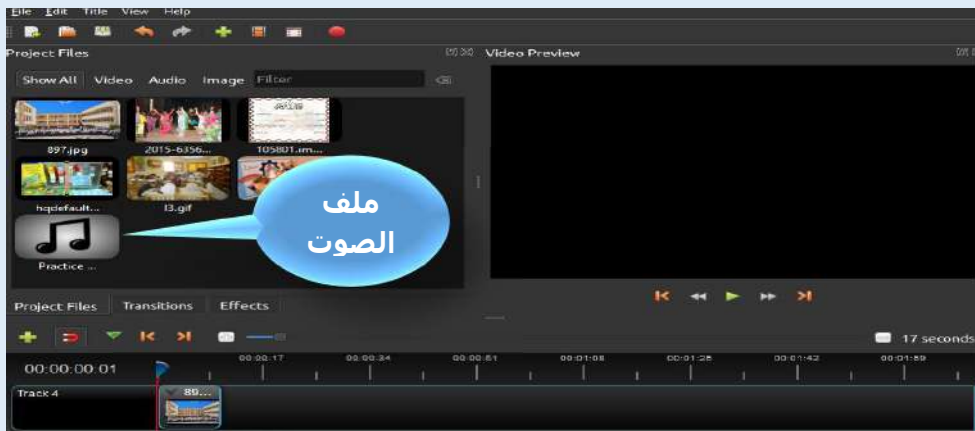 File Edit Title View Help
Project Files
Video Preview
Show All Video Audio Image Filter
897.jpg 2015-6356... 105801.im...
hqdefault... l3.gif
ملف
الصوت
Practice ...
Project Files Transitions Effects
17 seconds
00:00:00:01 00:00:17 00:00:34 00:00:51 00:01:08 00:01:25 00:01:42 00:01:59
Track 4 89...